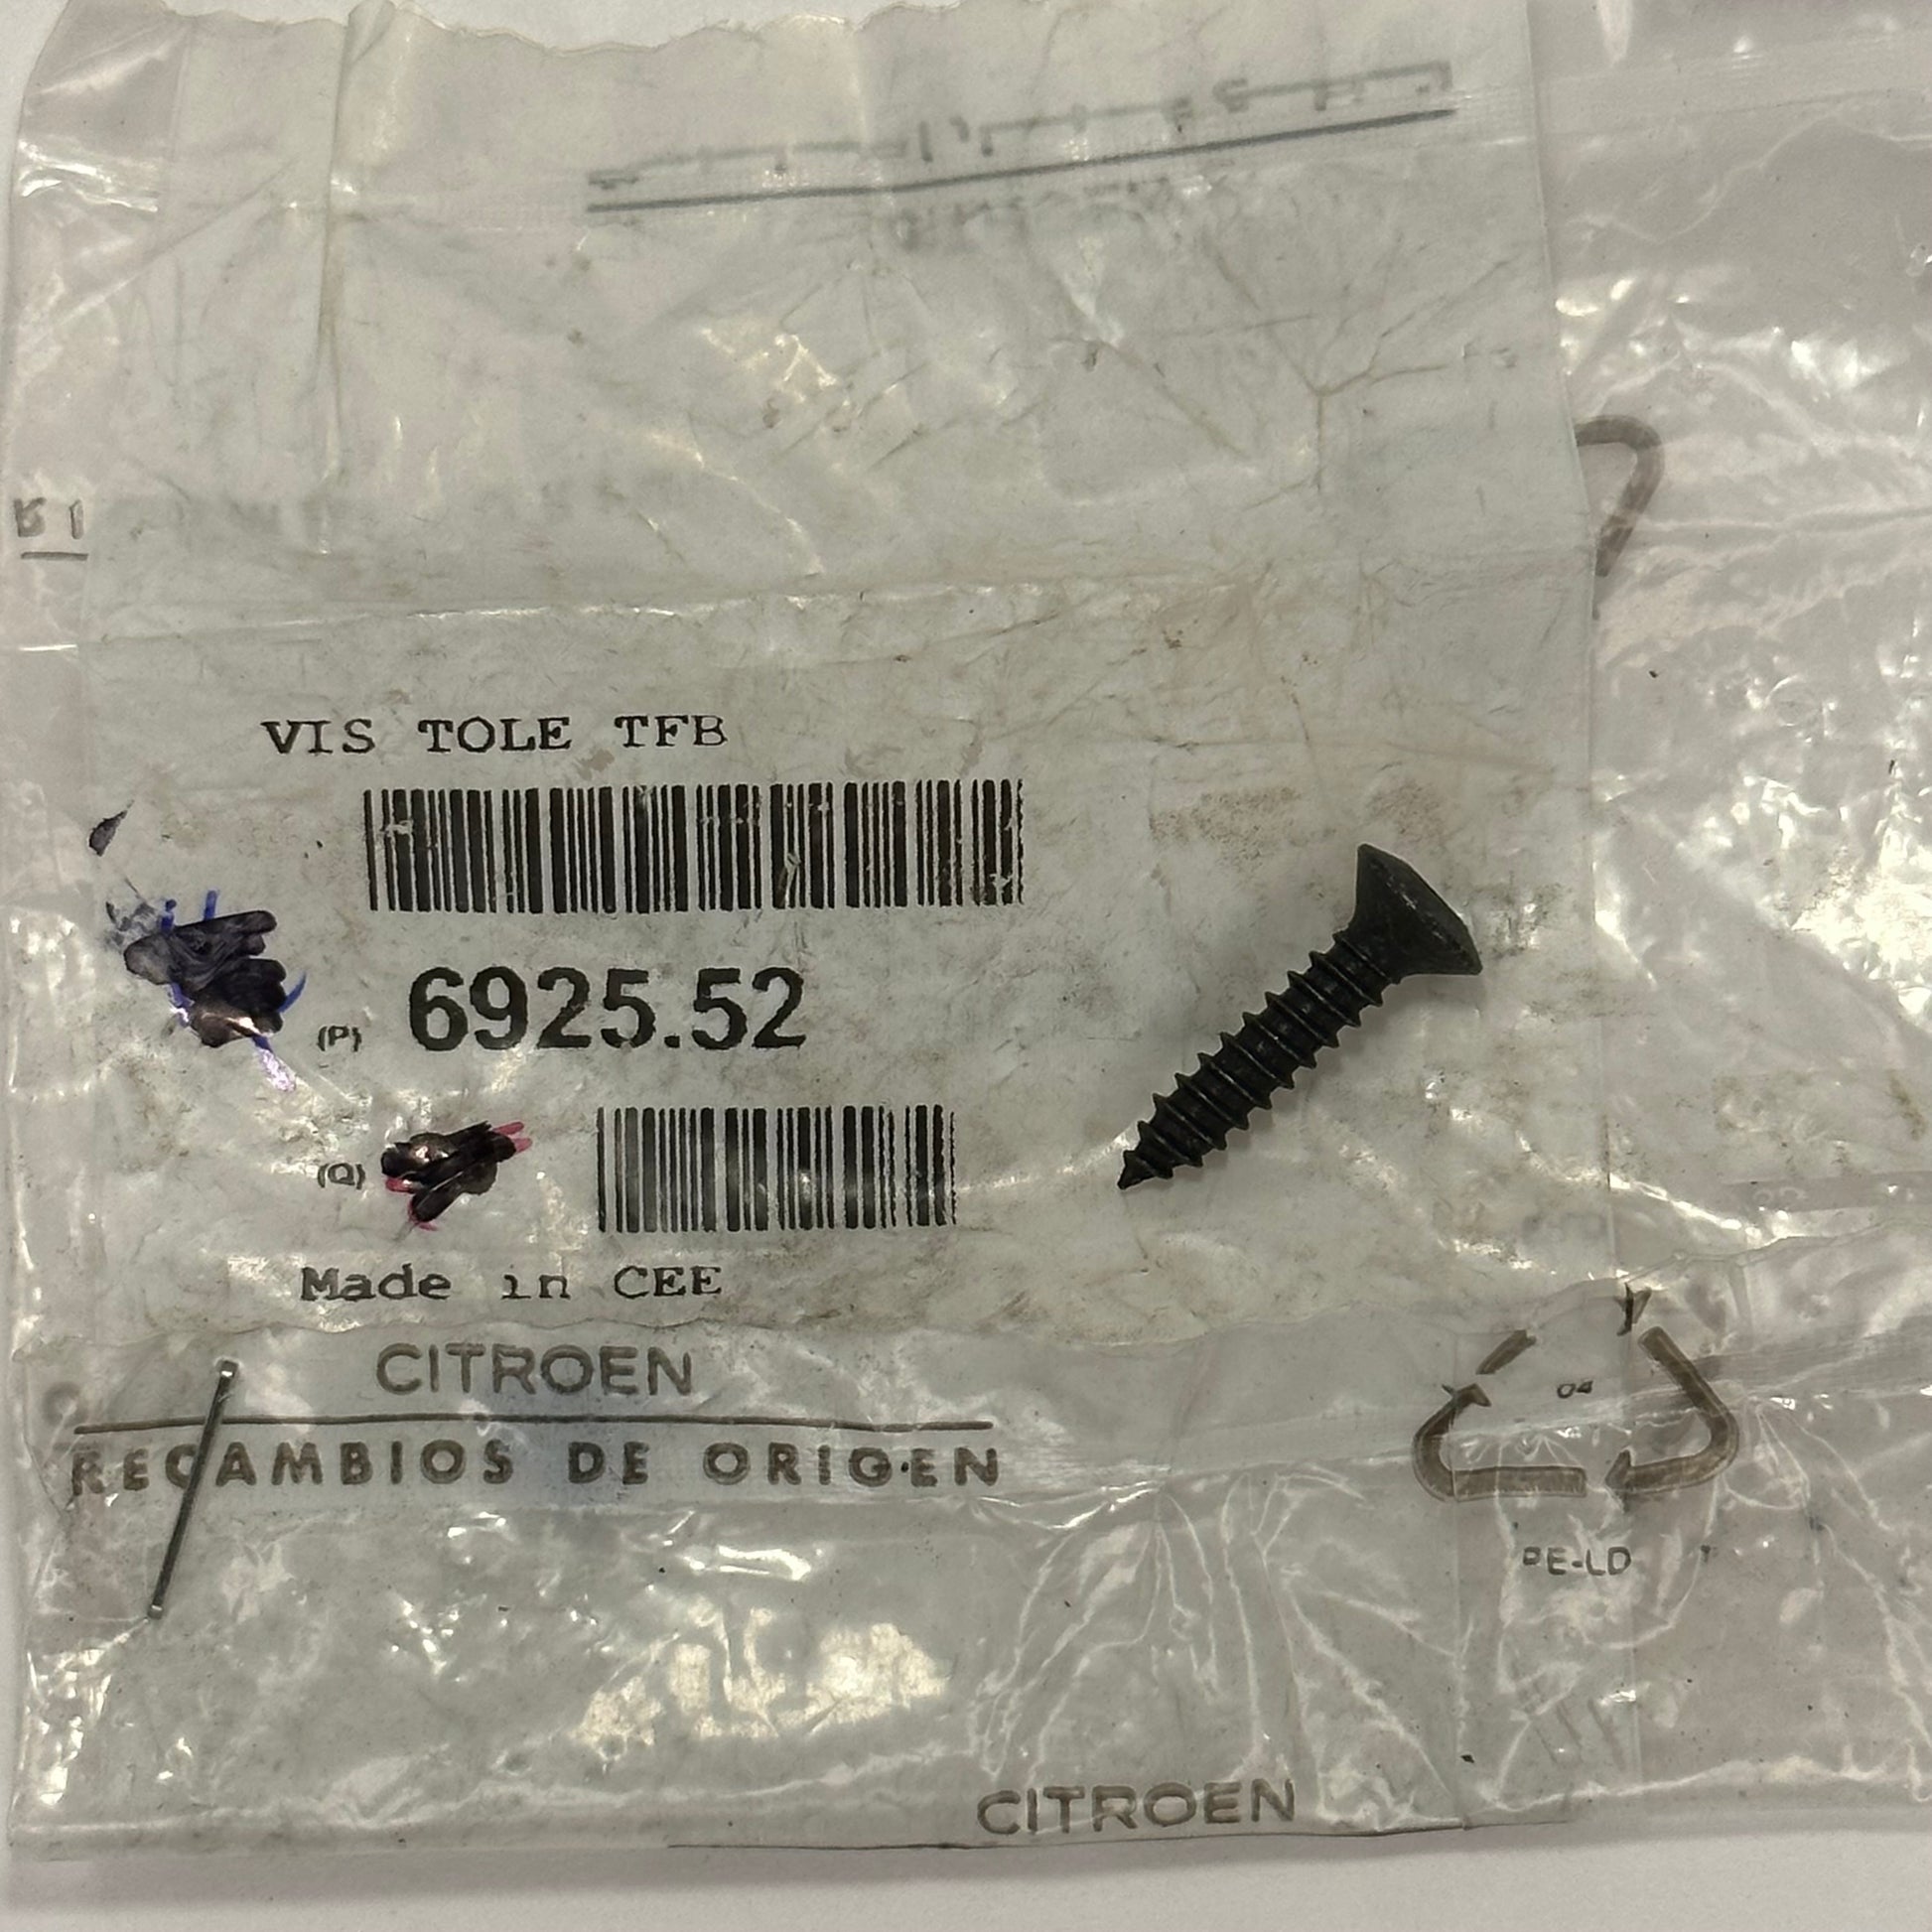 VIS TOLE TFB
(P) 6925.52
(Q)
Made in CEE
CITROEN
RECAMBIOS DE ORIGEN
04
PE-LD
CITROEN